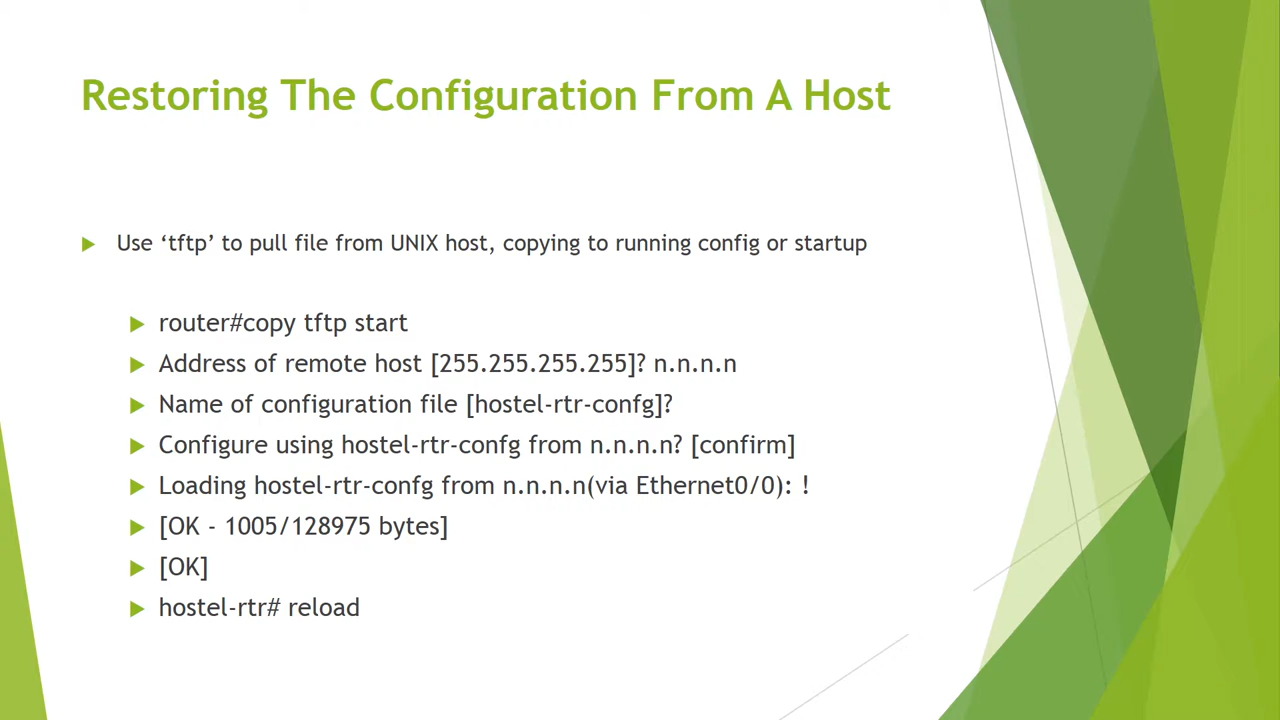 Restoring The Configuration From A Host
Use ‘tftp’ to pull file from UNIX host, copying to running config or startup
router#copy tftp start
Address of remote host [255.255.255.255]? n.n.n.n
Name of configuration file [hostel-rtr-confg]?
Configure using hostel-rtr-confg from n.n.n.n? [confirm]
Loading hostel-rtr-confg from n.n.n.n(via Ethernet0/0): !
[OK - 1005/128975 bytes]
[OK]
hostel-rtr# reload